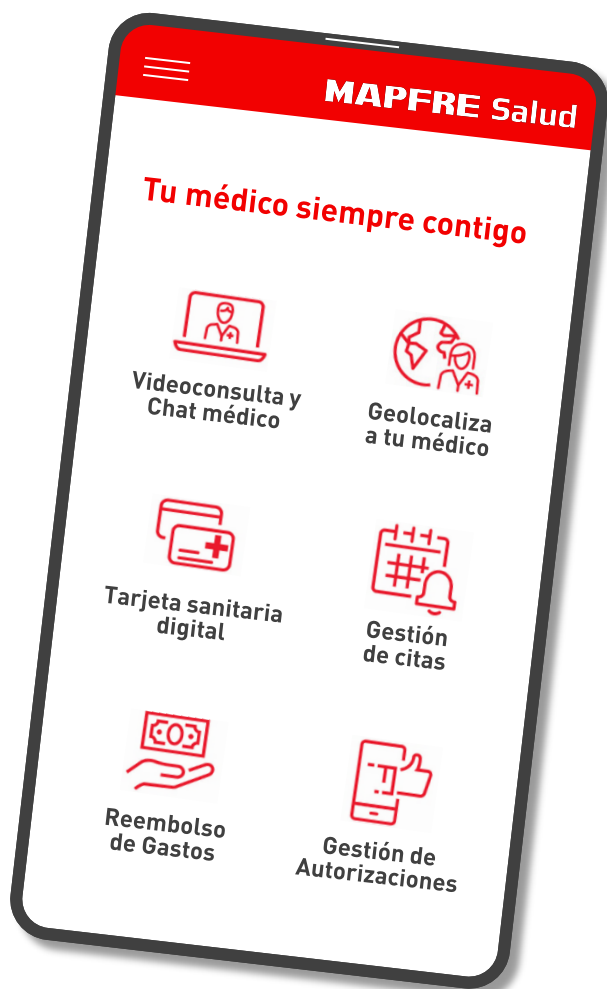 MAPFRE Salud
Tu médico siempre contigo
Videoconsulta y
Chat médico
Geolocaliza
a tu médico
Tarjeta sanitaria
digital
Gestión
de citas
Reembolso
de Gastos
Gestión de
Autorizaciones